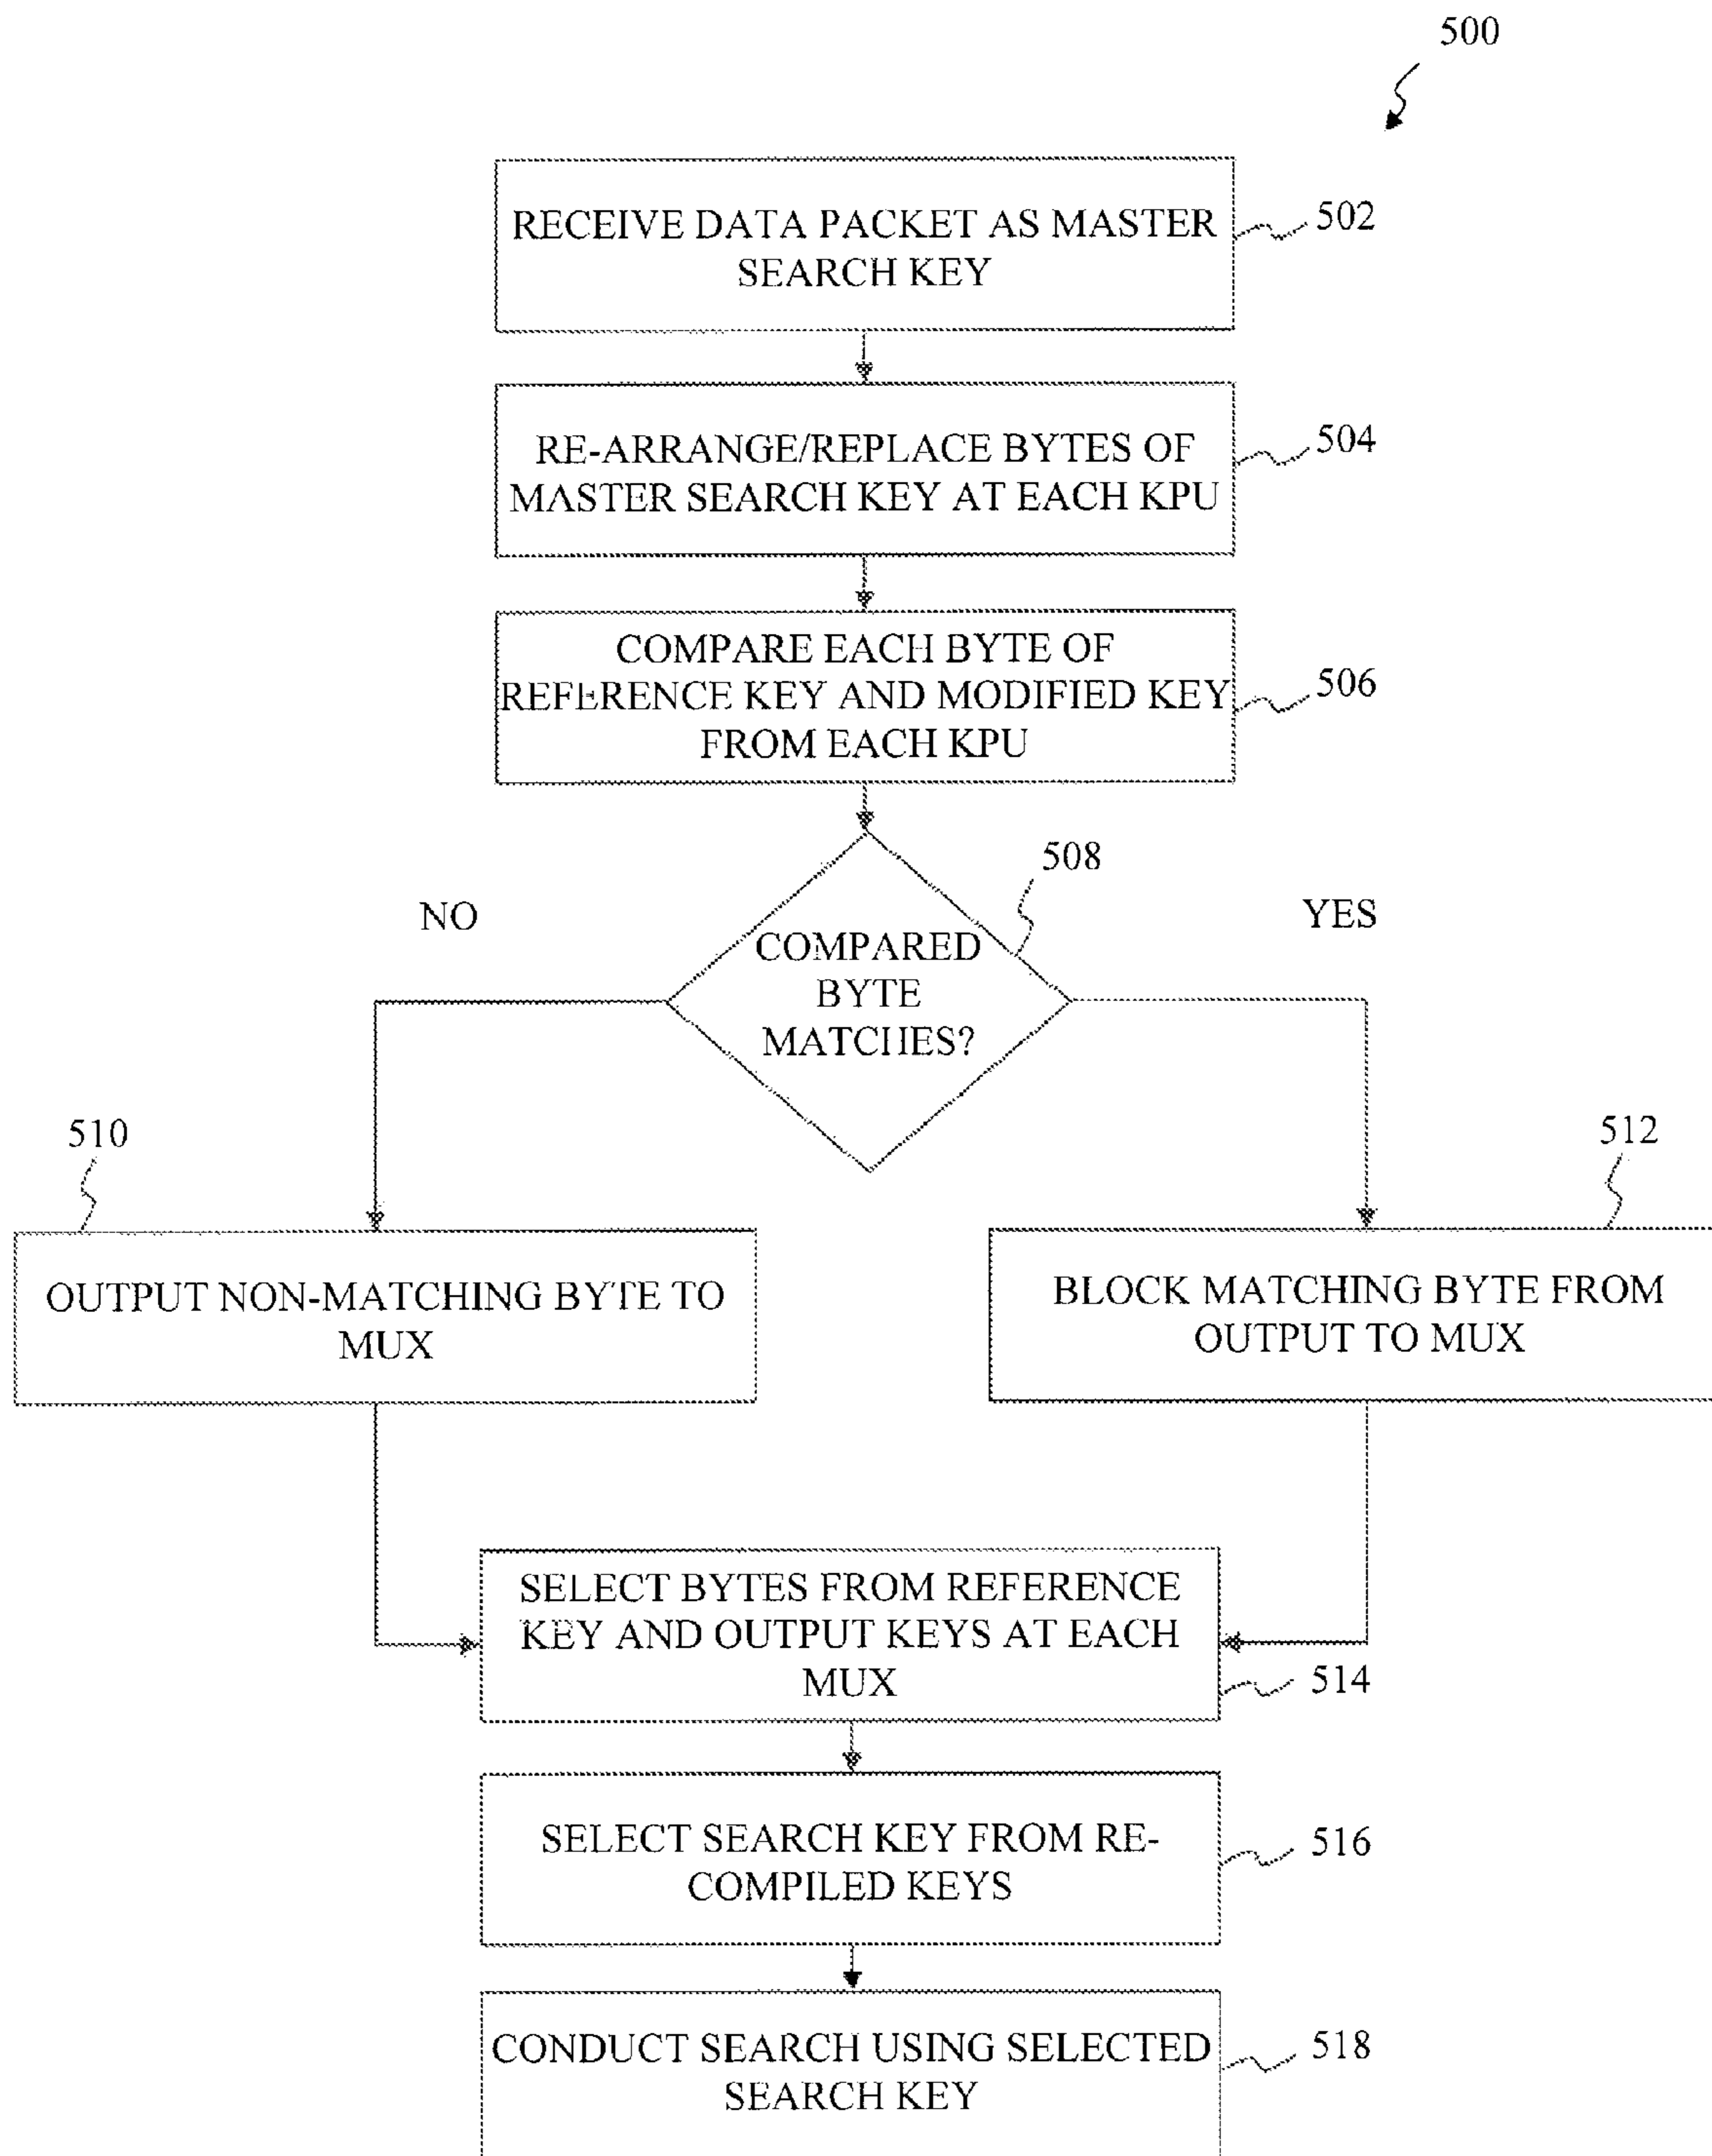 500
RECEIVE DATA PACKET AS MASTER
SEARCH KEY
502
RE-ARRANGE/REPLACE BYTES OF
MASTER SEARCH KEY AT EACH KPU
504
COMPARE EACH BYTE OF
REFERENCE KEY AND MODIFIED KEY
FROM EACH KPU
506
508
NO
YES
COMPARED
BYTE
MATCHES?
510
512
OUTPUT NON-MATCHING BYTE TO
MUX
BLOCK MATCHING BYTE FROM
OUTPUT TO MUX
SELECT BYTES FROM REFERENCE
KEY AND OUTPUT KEYS AT EACH
MUX
514
SELECT SEARCH KEY FROM RE-
COMPILED KEYS
516
CONDUCT SEARCH USING SELECTED
SEARCH KEY
518